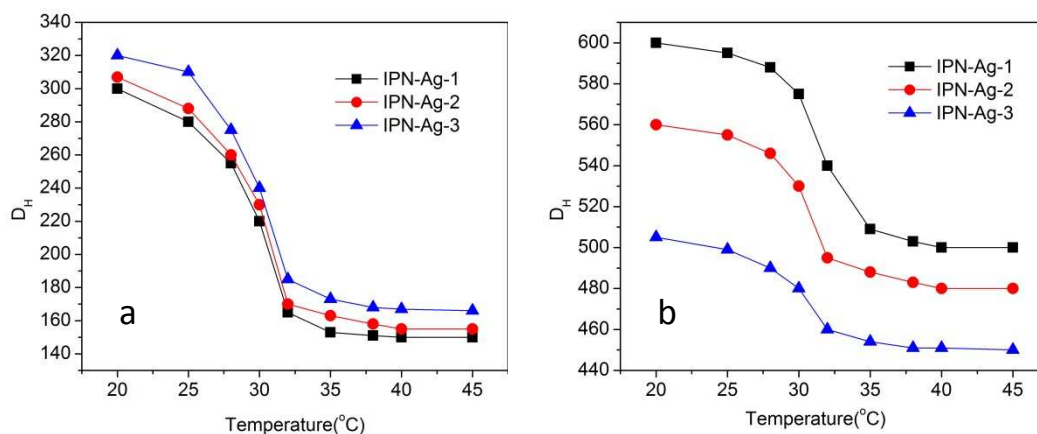 340
320
300
280
260
240
220
200
180
160
140
D_H
IPN-Ag-1
IPN-Ag-2
IPN-Ag-3
a
20 25 30 35 40 45
Temperature(°C)
600
580
560
540
520
500
480
460
440
D_H
IPN-Ag-1
IPN-Ag-2
IPN-Ag-3
b
20 25 30 35 40 45
Temperature(°C)